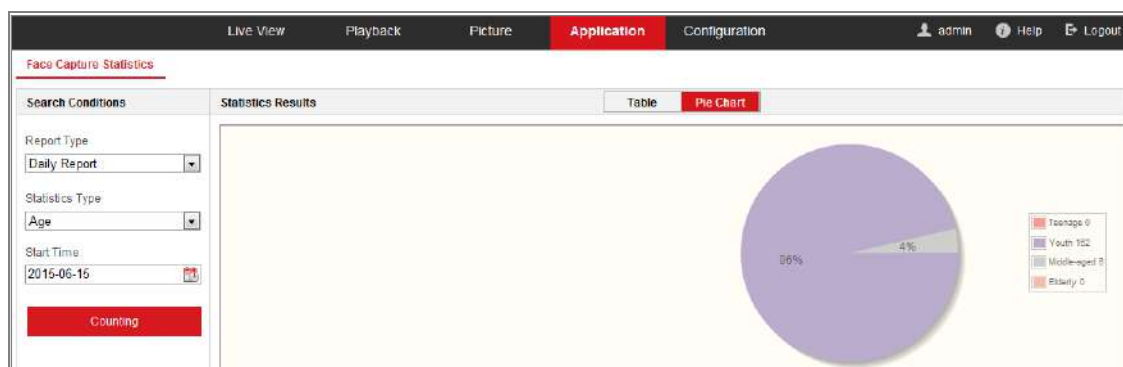 Live View Playback Picture Application Configuration admin Help Logout
Face Capture Statistics
Search Conditions Statistics Results Table Pie Chart
Report Type
Daily Report
Statistics Type
Age
Start Time
2015-06-15
Counting
96%
4%
Teenage 0
Youth 152
Middle-aged 6
Elderly 0